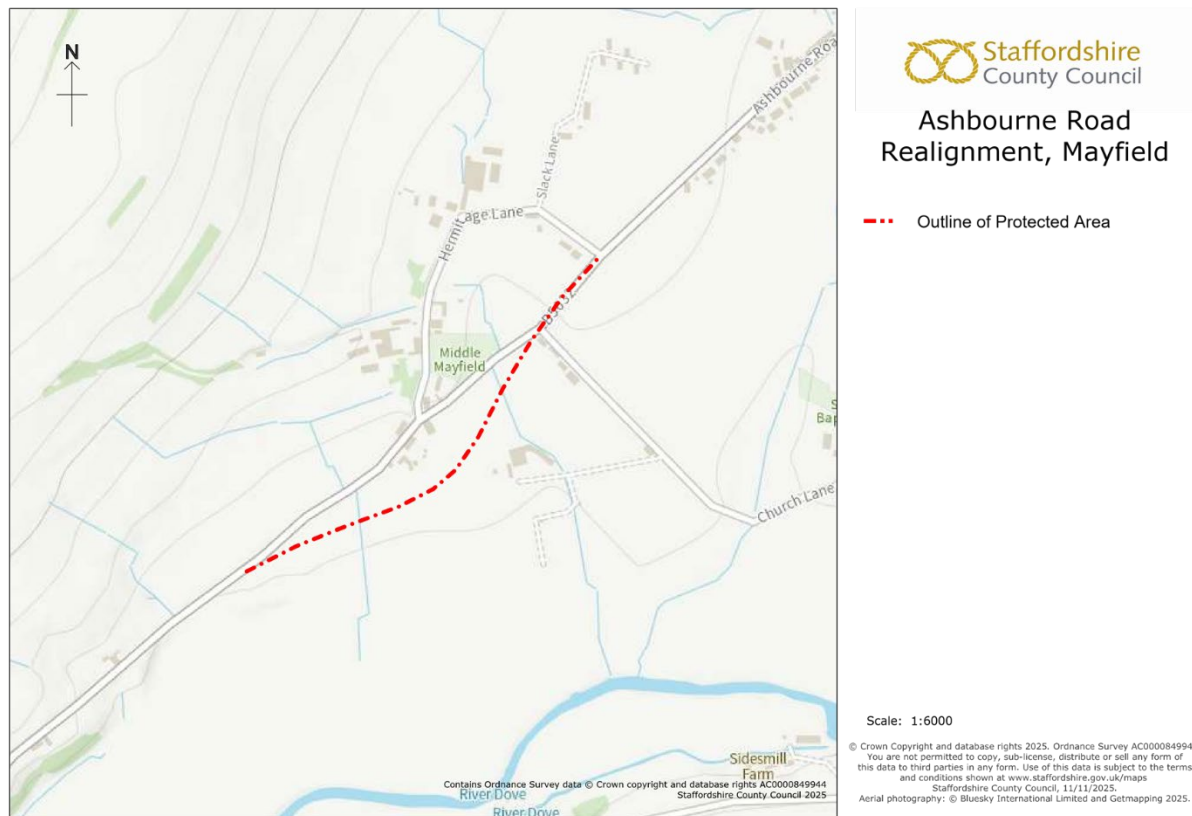 N
Ashbourne Road
Slack Lane
Hermitage Lane
B5032
Middle
Mayfield
Church Lane
Sidesmill
Farm
River Dove
River Dove
Contains Ordnance Survey data © Crown copyright and database rights AC0000849944
Staffordshire County Council 2025
Staffordshire
County Council
Ashbourne Road
Realignment, Mayfield
Outline of Protected Area
Scale: 1:6000
© Crown Copyright and database rights 2025. Ordnance Survey AC000084994
You are not permitted to copy, sub-license, distribute or sell any form of
this data to third parties in any form. Use of this data is subject to the terms
and conditions shown at www.staffordshire.gov.uk/maps
Staffordshire County Council, 11/11/2025.
Aerial photography: © Bluesky International Limited and Getmapping 2025.